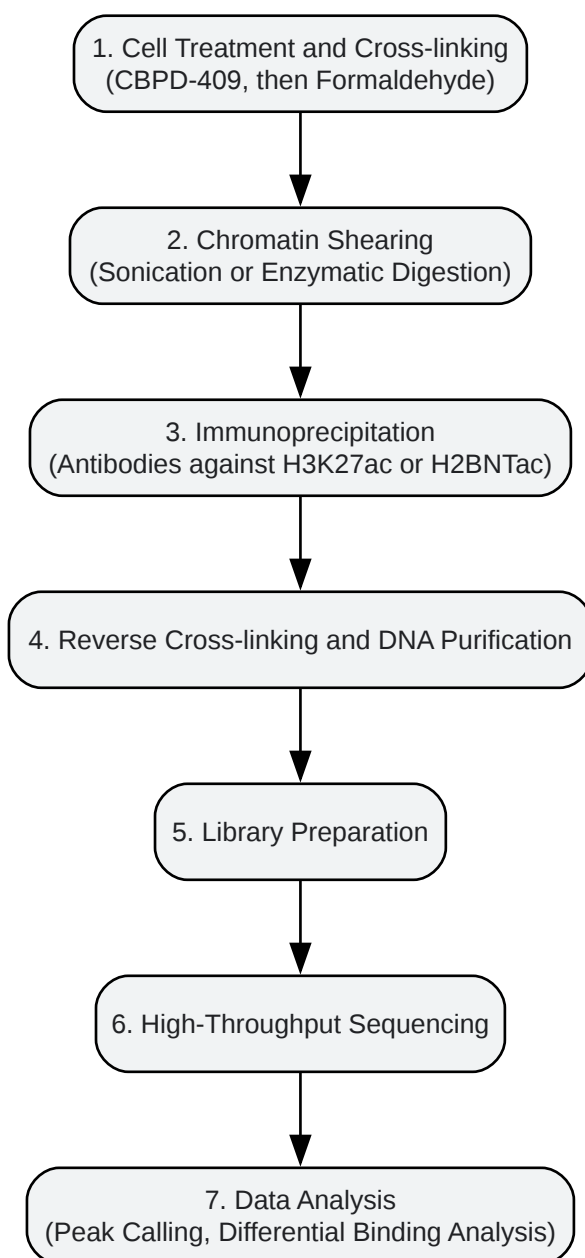 1. Cell Treatment and Cross-linking
(CBPD-409, then Formaldehyde)
2. Chromatin Shearing
(Sonication or Enzymatic Digestion)
3. Immunoprecipitation
(Antibodies against H3K27ac or H2BNTac)
4. Reverse Cross-linking and DNA Purification
5. Library Preparation
6. High-Throughput Sequencing
7. Data Analysis
(Peak Calling, Differential Binding Analysis)